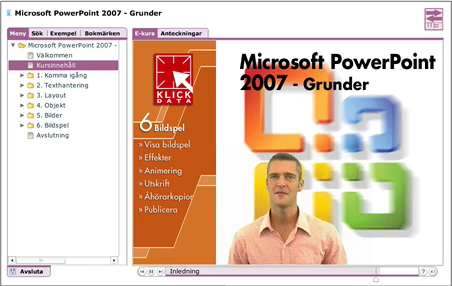 Microsoft PowerPoint 2007 - Grunder
Meny Sök Exempel Bokmärken
E-kurs Anteckningar
Microsoft PowerPoint 2007 -
Välkommen
Kursinnehåll
1. Komma igång
2. Texthantering
3. Layout
4. Objekt
5. Bilder
6. Bildspel
Avslutning
Avsluta
KLICK
DATA
Microsoft PowerPoint
2007 - Grunder
6 Bildspel
» Visa bildspel
» Effekter
» Animering
» Utskrift
» Åhörarkopior
» Publicera
Inledning
?